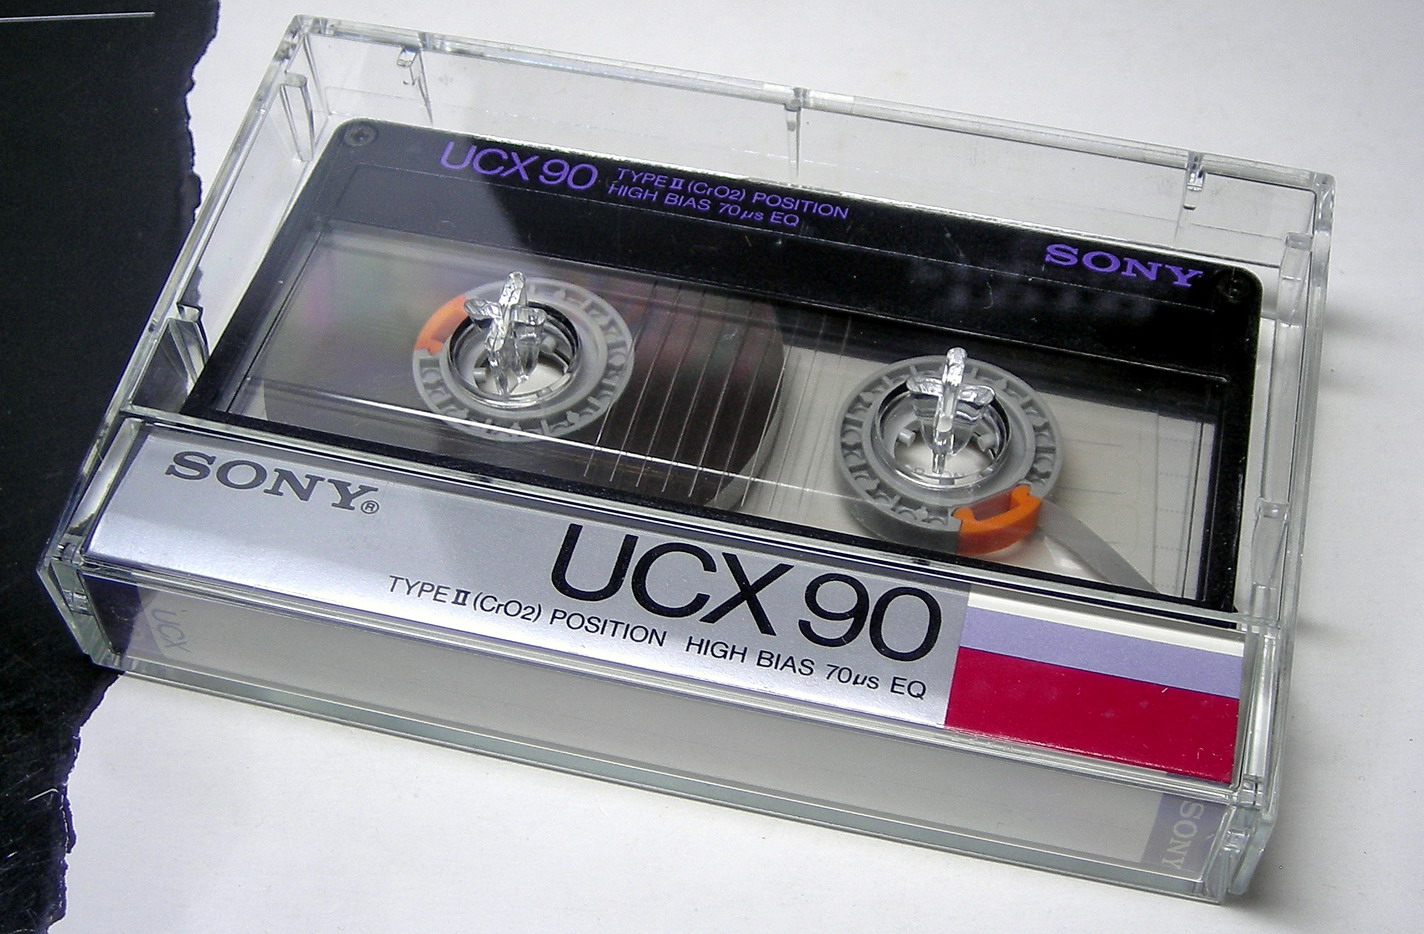 UCX 90 TYPE II (CrO2) POSITION
HIGH BIAS 70µs EQ
SONY
SONY®
UCX 90
TYPE II (CrO2) POSITION HIGH BIAS 70µs EQ
UCX
SONY